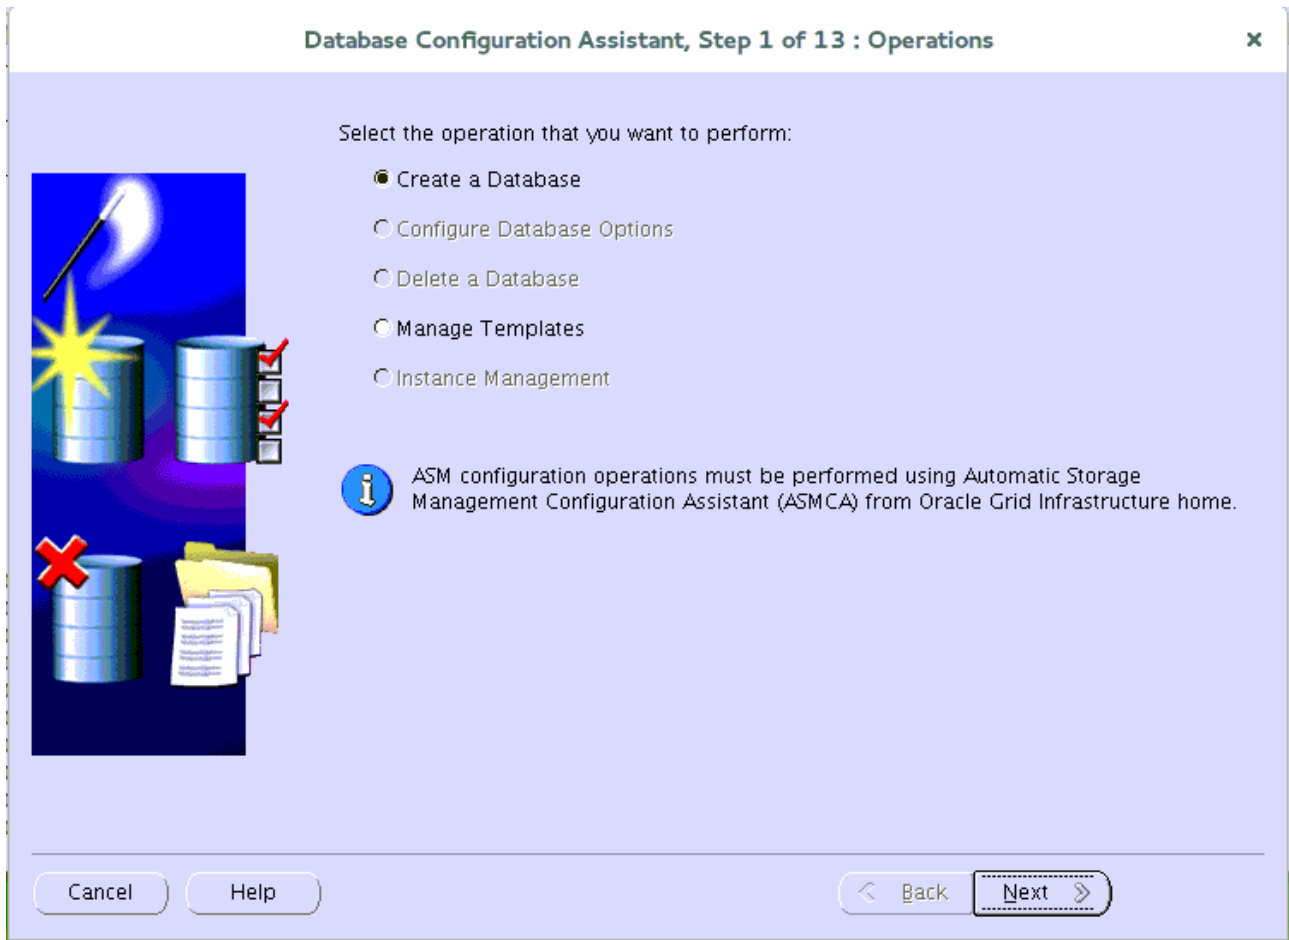 Database Configuration Assistant, Step 1 of 13 : Operations
Select the operation that you want to perform:
Create a Database
Configure Database Options
Delete a Database
Manage Templates
Instance Management
ASM configuration operations must be performed using Automatic Storage
Management Configuration Assistant (ASMCA) from Oracle Grid Infrastructure home.
Cancel
Help
Back
Next